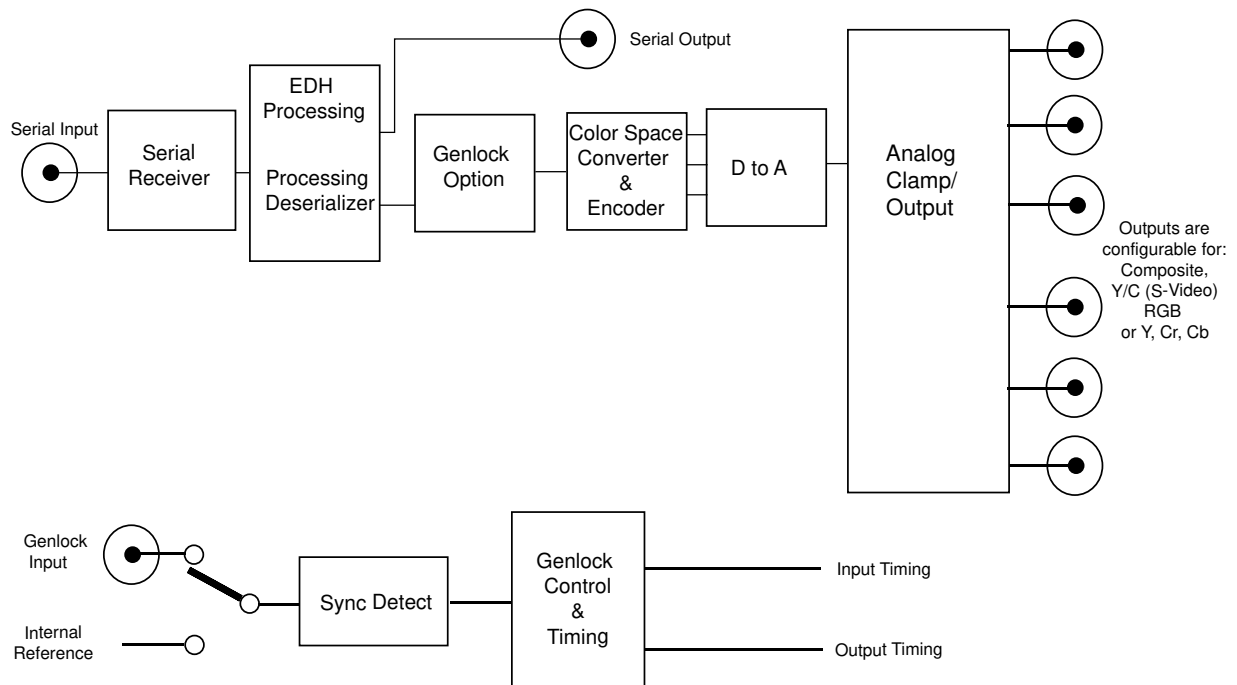 Serial Input
Serial
Receiver
EDH
Processing
Processing
Deserializer
Serial Output
Genlock
Option
Color Space
Converter
&
Encoder
D to A
Analog
Clamp/
Output
Outputs are
configurable for:
Composite,
Y/C (S-Video)
RGB
or Y, Cr, Cb
Genlock
Input
Internal
Reference
Sync Detect
Genlock
Control
&
Timing
Input Timing
Output Timing